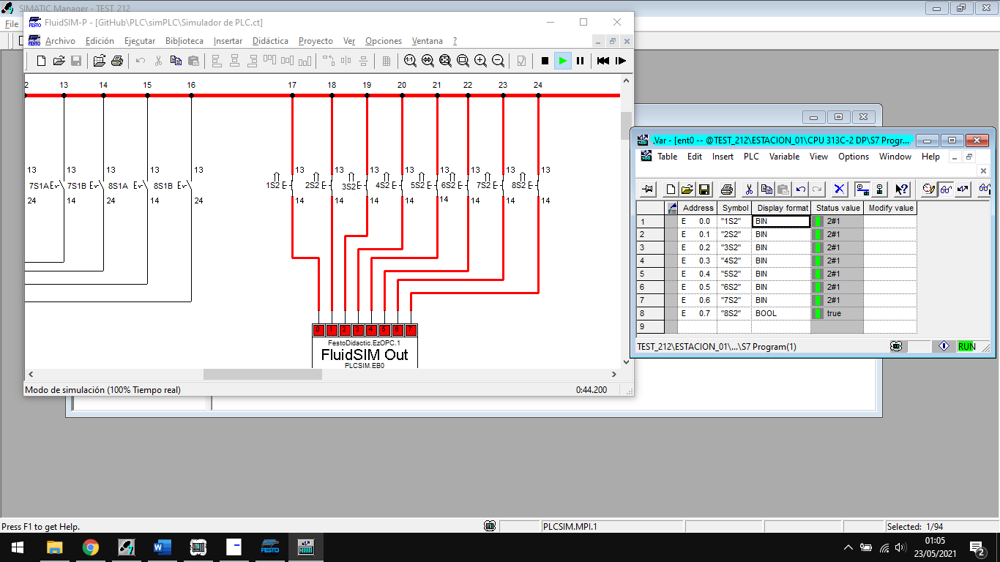 SIMATIC Manager - TEST 212
File
FluidSIM-P - [GitHub\PLC\simPLC\Simulador de PLC.ct]
Archivo Edición Ejecutar Biblioteca Insertar Didáctica Proyecto Ver Opciones Ventana ?
2 13 14 15 16 17 18 19 20 21 22 23 24
13 13 13 13 13 13 13 13 13 13 13 13 13
7S1A 7S1B 8S1A 8S1B 1S2 2S2 3S2 4S2 5S2 6S2 7S2 8S2
24 14 24 14 24 14 14 14 14 14 14 14 14
0 1 2 3 4 5 6 7
FestoDidactic.EzOPC.1
FluidSIM Out
PLCSIM.EB0
Modo de simulación (100% Tiempo real) 0:44.200
Var - [ent0 -- @TEST_212\ESTACION_01\CPU 313C-2 DP\S7 Progr...
Table Edit Insert PLC Variable View Options Window Help
Address Symbol Display format Status value Modify value
1 E 0.0 "1S2" BIN 2#1
2 E 0.1 "2S2" BIN 2#1
3 E 0.2 "3S2" BIN 2#1
4 E 0.3 "4S2" BIN 2#1
5 E 0.4 "5S2" BIN 2#1
6 E 0.5 "6S2" BIN 2#1
7 E 0.6 "7S2" BIN 2#1
8 E 0.7 "8S2" BOOL true
9
TEST_212\ESTACION_01\...\S7 Program(1) RUN
Press F1 to get Help. PLCSIM.MPI.1 Selected: 1/94
FESTO
01:05
23/05/2021
2